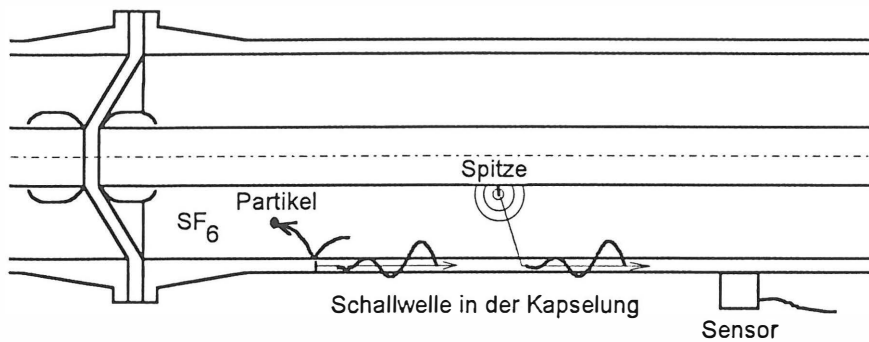 Spitze
Partikel
SF6
Schallwelle in der Kapselung
Sensor